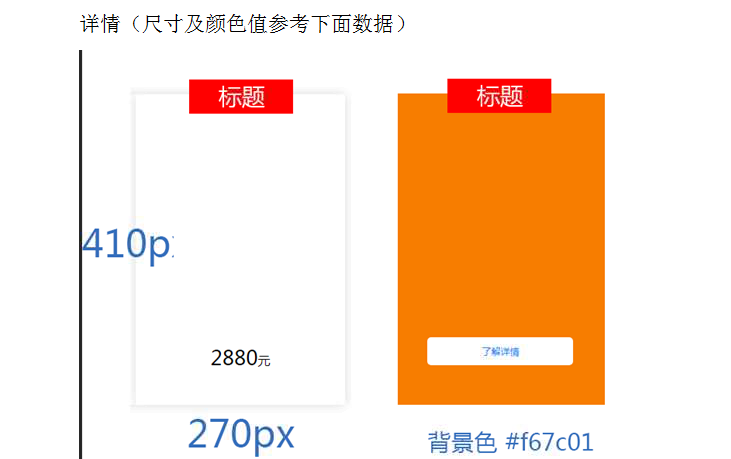 详情（尺寸及颜色值参考下面数据）
标题
标题
410px
2880元
了解详情
270px
背景色 #f67c01